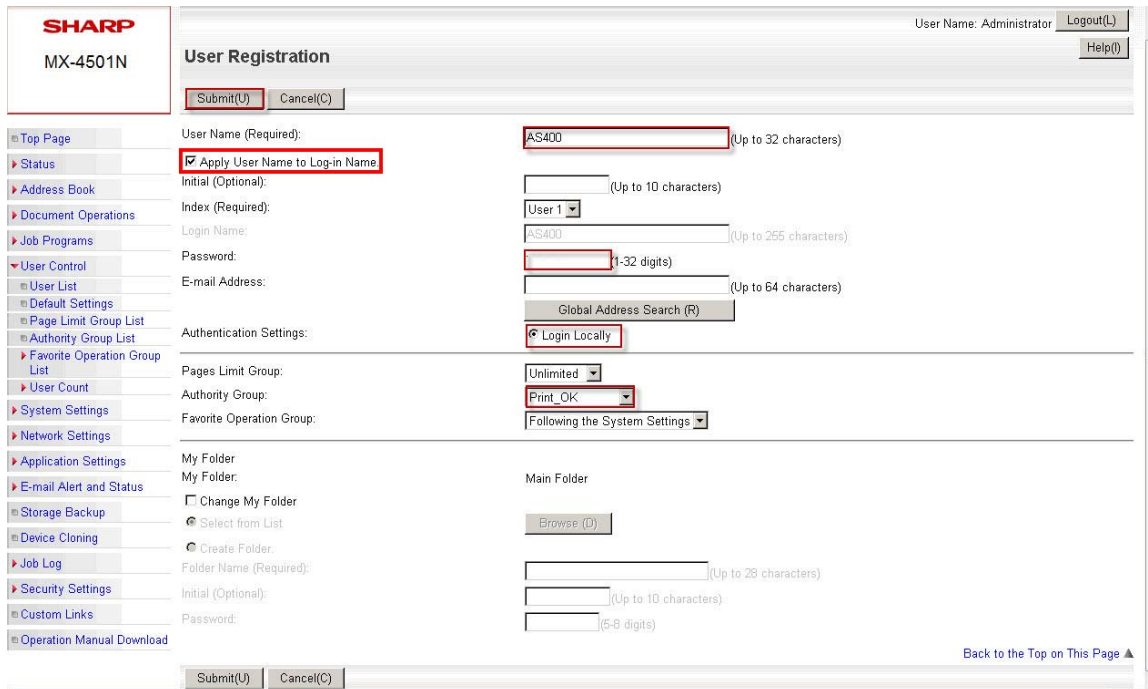 SHARP
MX-4501N
User Name: Administrator Logout(L)
User Registration
Help(I)
Submit(U) Cancel(C)
Top Page
Status
Address Book
Document Operations
Job Programs
User Control
User List
Default Settings
Page Limit Group List
Authority Group List
Favorite Operation Group
List
User Count
System Settings
Network Settings
Application Settings
E-mail Alert and Status
Storage Backup
Device Cloning
Job Log
Security Settings
Custom Links
Operation Manual Download
User Name (Required): AS400 (Up to 32 characters)
Apply User Name to Log-in Name.
Initial (Optional): (Up to 10 characters)
Index (Required): User 1
Login Name: AS400 (Up to 255 characters)
Password: (1-32 digits)
E-mail Address: (Up to 64 characters)
Global Address Search (R)
Authentication Settings: Login Locally
Pages Limit Group: Unlimited
Authority Group: Print_OK
Favorite Operation Group: Following the System Settings
My Folder
My Folder: Main Folder
Change My Folder
Select from List Browse (D)
Create Folder.
Folder Name (Required): (Up to 28 characters)
Initial (Optional): (Up to 10 characters)
Password: (5-8 digits)
Back to the Top on This Page
Submit(U) Cancel(C)